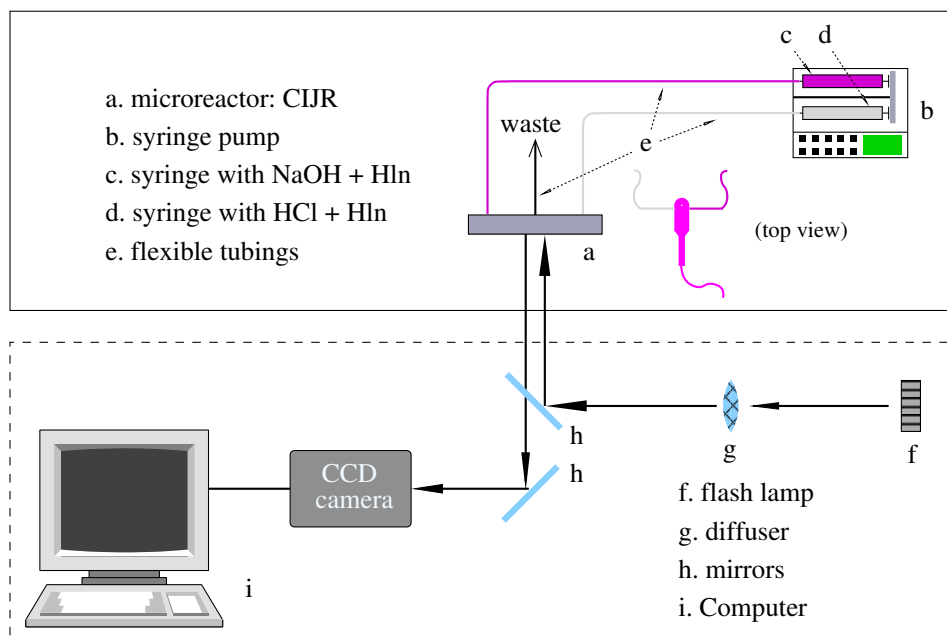 c d
a. microreactor: CIJR
b. syringe pump
c. syringe with NaOH + Hln
d. syringe with HCl + Hln
e. flexible tubings
waste
e
b
(top view)
a
h
h
g
f
CCD
camera
i
f. flash lamp
g. diffuser
h. mirrors
i. Computer